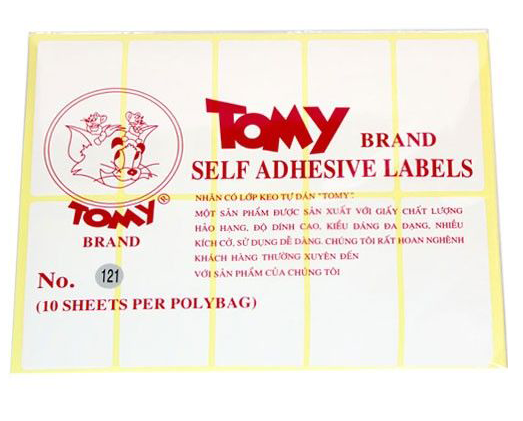 TOMY BRAND
SELF ADHESIVE LABELS
NHÃN CÓ LỚP KEO TỰ DÁN "TOMY":
MỘT SẢN PHẨM ĐƯỢC SẢN XUẤT VỚI GIẤY CHẤT LƯỢNG
HẢO HẠNG, ĐỘ DÍNH CAO, KIỂU DÁNG ĐA DẠNG, NHIỀU
KÍCH CỠ, SỬ DỤNG DỄ DÀNG. CHÚNG TÔI RẤT HOAN NGHÊNH
KHÁCH HÀNG THƯỜNG XUYÊN ĐẾN
VỚI SẢN PHẨM CỦA CHÚNG TÔI
TOMY®
BRAND
No. 121
(10 SHEETS PER POLYBAG)